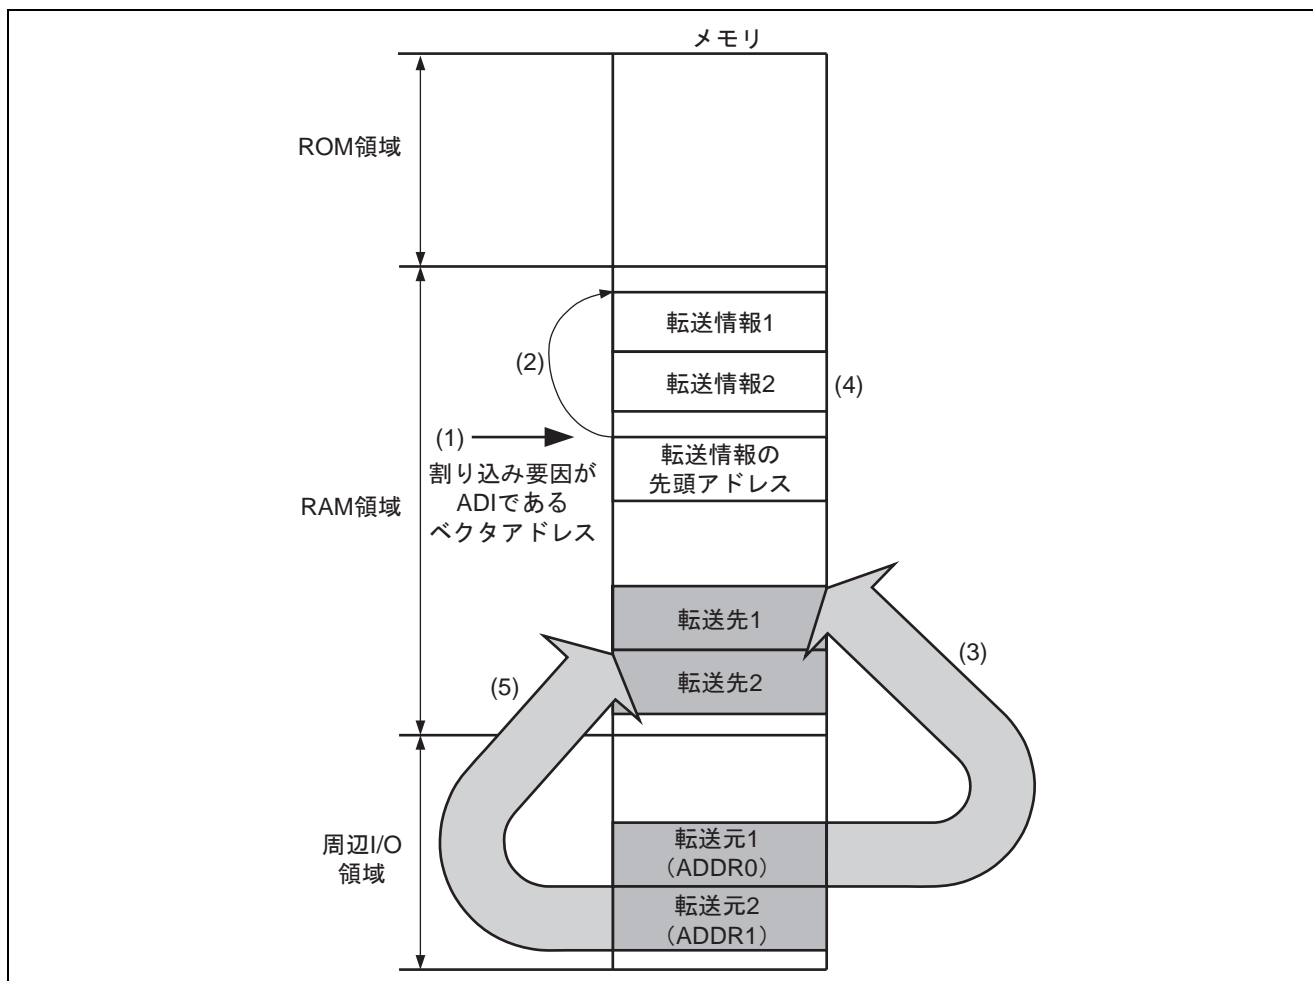 メモリ
ROM領域
転送情報1
(2)
転送情報2
(4)
(1)
割り込み要因が
ADIである
ベクタアドレス
転送情報の
先頭アドレス
RAM領域
転送先1
(3)
転送先2
(5)
周辺I/O
領域
転送元1
（ADDR0）
転送元2
（ADDR1）